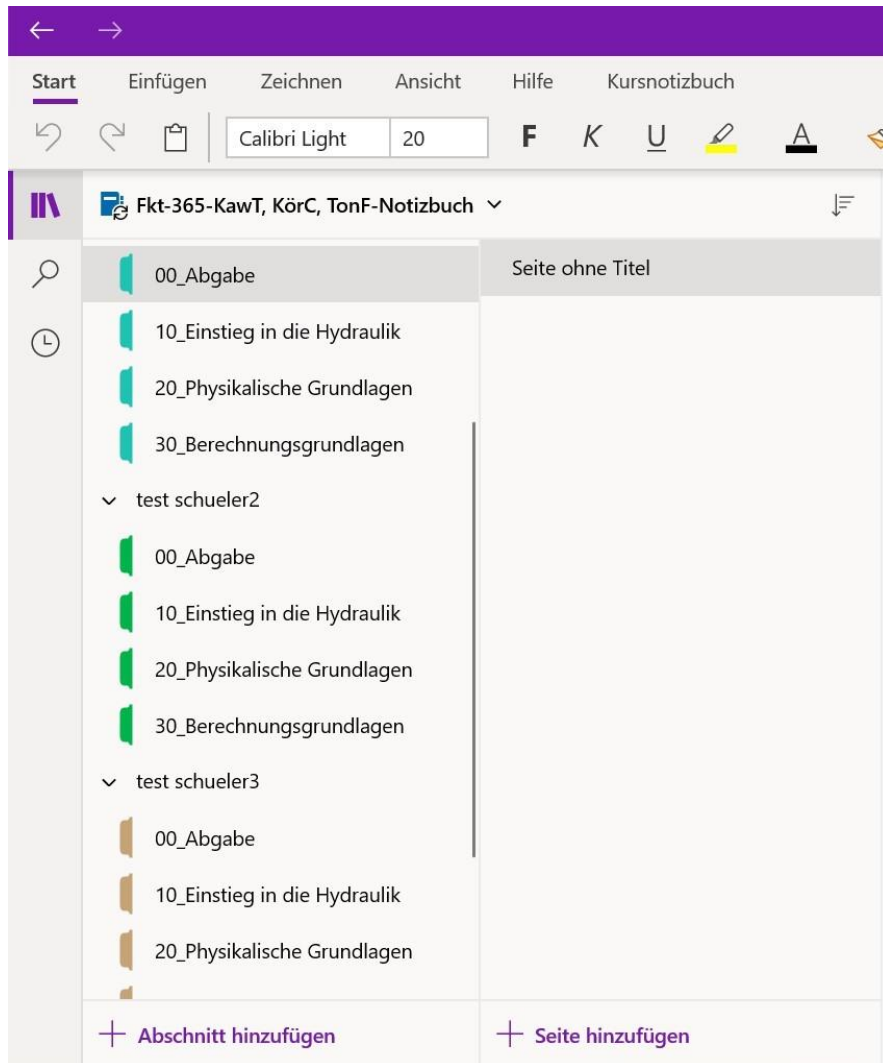 Start Einfügen Zeichnen Ansicht Hilfe Kursnotizbuch
Calibri Light 20 F K U A
Fkt-365-KawT, KörC, TonF-Notizbuch
00_Abgabe
10_Einstieg in die Hydraulik
20_Physikalische Grundlagen
30_Berechnungsgrundlagen
test schueler2
00_Abgabe
10_Einstieg in die Hydraulik
20_Physikalische Grundlagen
30_Berechnungsgrundlagen
test schueler3
00_Abgabe
10_Einstieg in die Hydraulik
20_Physikalische Grundlagen
Abschnitt hinzufügen
Seite ohne Titel
Seite hinzufügen